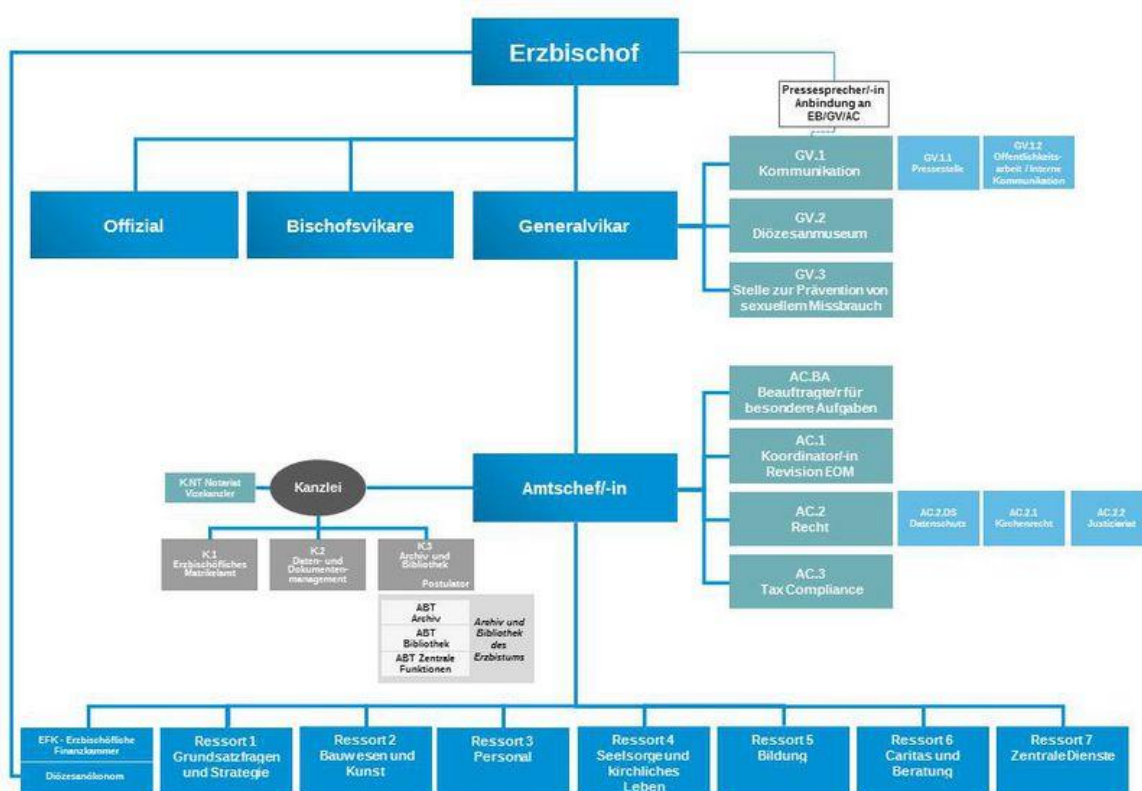 Erzbischof
Pressesprecher/-in
Anbindung an
EB/GV/AC
GV.1
Kommunikation
GV.1.1
Pressestelle
GV.1.2
Öffentlichkeits-
arbeit / Interne
Kommunikation
Offizial
Bischofsvikare
Generalvikar
GV.2
Diözesanmuseum
GV.3
Stelle zur Prävention von
sexuellem Missbrauch
AC.BA
Beauftragte/r für
besondere Aufgaben
AC.1
Koordinator/-in
Revision EOM
K.NT Notariat
Vizekanzler
Kanzlei
Amtschef/-in
AC.2
Recht
AC.2.DS
Datenschutz
AC.2.1
Kirchenrecht
AC.2.2
Justiziariat
AC.3
Tax Compliance
K.1
Erzbischöfliches
Matrikelamt
K.2
Daten- und
Dokumenten-
management
K.3
Archiv und
Bibliothek
Postulator
ABT
Archiv
ABT
Bibliothek
ABT Zentrale
Funktionen
Archiv und
Bibliothek
des
Erzbistums
EFK - Erzbischöfliche
Finanzkammer
Diözesanökonom
Ressort 1
Grundsatzfragen
und Strategie
Ressort 2
Bauwesen und
Kunst
Ressort 3
Personal
Ressort 4
Seelsorge und
kirchliches
Leben
Ressort 5
Bildung
Ressort 6
Caritas und
Beratung
Ressort 7
Zentrale Dienste